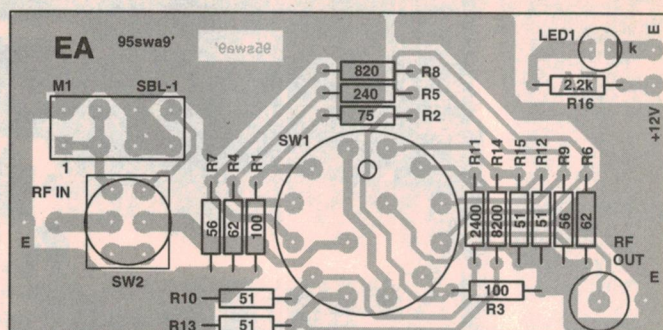 EA 95swa9' 95swa9' LED1 E
k
M1 SBL-1 820 R8 2.2k
240 R5 R16
75 R2 +12V
SW1
1 R7 R4 R1 R11 R14 R15 R12 R9 R6
RF IN
56 62 100 2400 8200 51 51 56 62
E RF OUT
SW2 E
R10 51 100
R3
R13 51